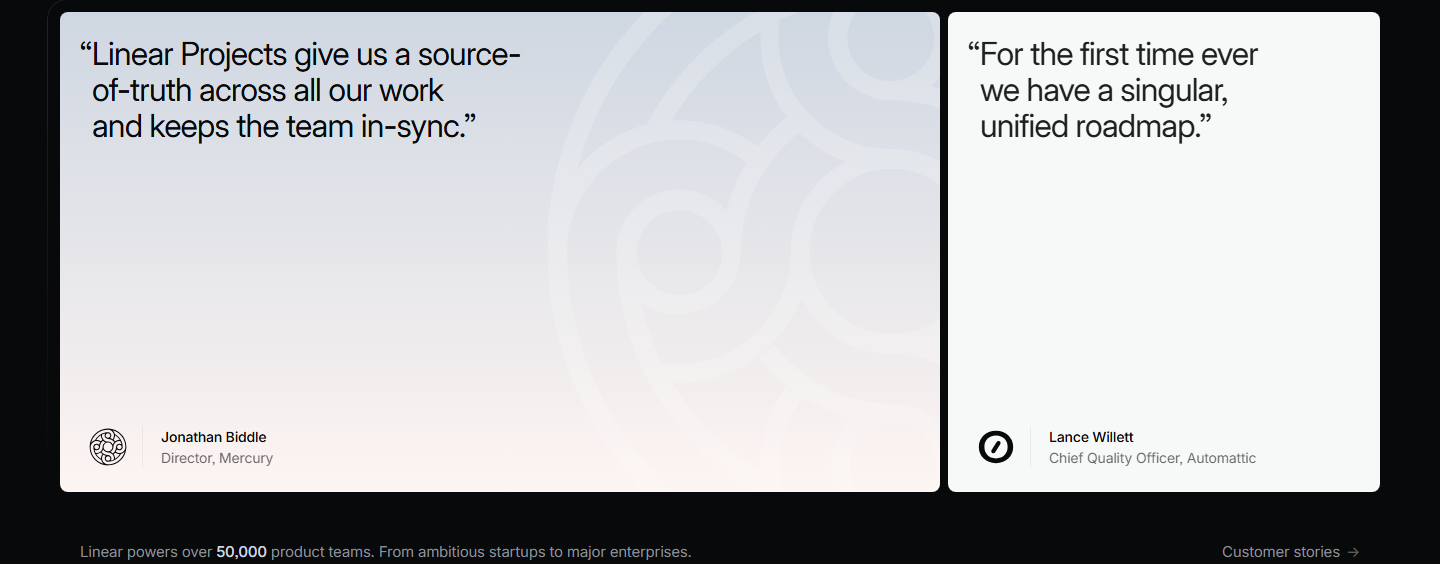 “Linear Projects give us a source-
of-truth across all our work
and keeps the team in-sync.”
Jonathan Biddle
Director, Mercury
“For the first time ever
we have a singular,
unified roadmap.”
Lance Willett
Chief Quality Officer, Automattic
Linear powers over 50,000 product teams. From ambitious startups to major enterprises.
Customer stories →